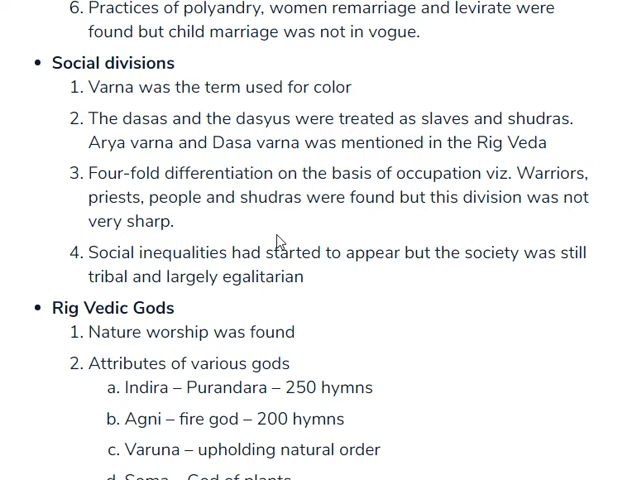 6. Practices of polyandry, women remarriage and levirate were
found but child marriage was not in vogue.
• Social divisions
1. Varna was the term used for color
2. The dasas and the dasyus were treated as slaves and shudras.
Arya varna and Dasa varna was mentioned in the Rig Veda
3. Four-fold differentiation on the basis of occupation viz. Warriors,
priests, people and shudras were found but this division was not
very sharp.
4. Social inequalities had started to appear but the society was still
tribal and largely egalitarian
• Rig Vedic Gods
1. Nature worship was found
2. Attributes of various gods
a. Indira – Purandara – 250 hymns
b. Agni – fire god – 200 hymns
c. Varuna – upholding natural order
d. Soma – God of plants